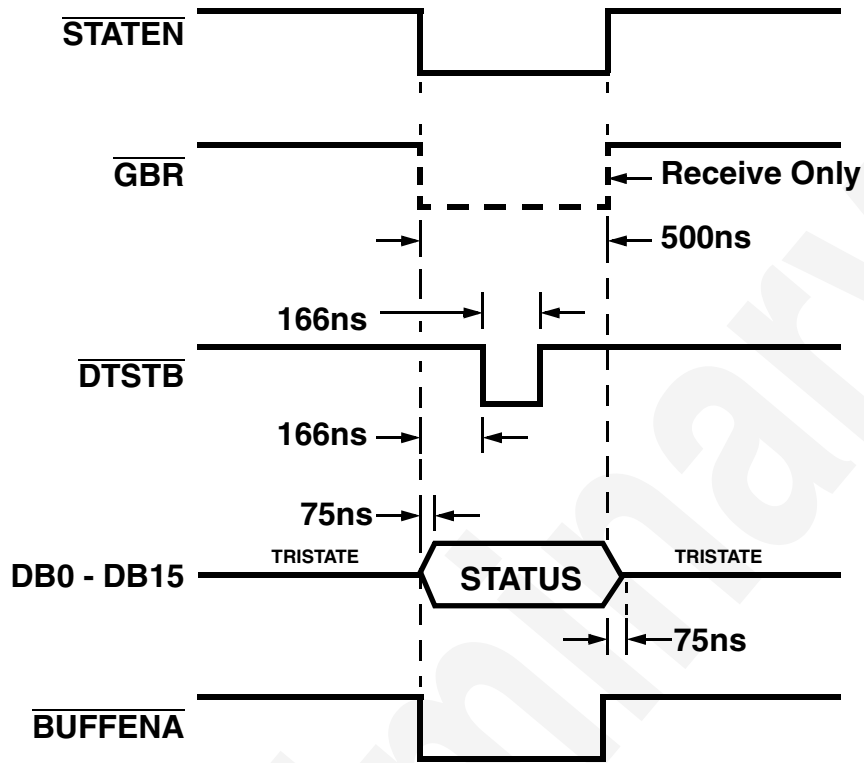 STATEN
GBR
Receive Only
500ns
166ns
DTSTB
166ns
75ns
TRISTATE
TRISTATE
DB0 - DB15
STATUS
75ns
BUFFENA